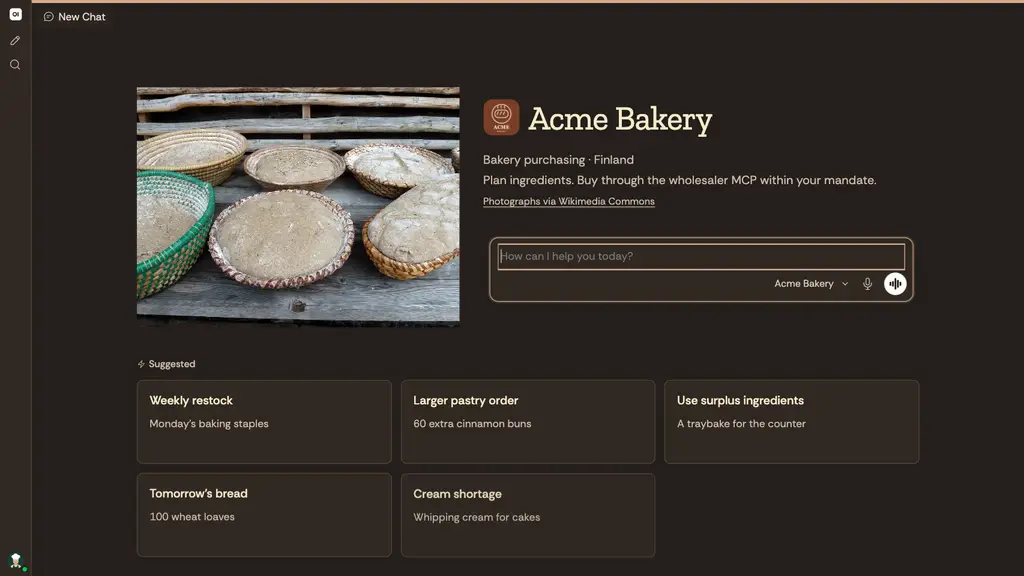 OI
New Chat
ACME
Acme Bakery
Bakery purchasing · Finland
Plan ingredients. Buy through the wholesaler MCP within your mandate.
Photographs via Wikimedia Commons
How can I help you today?
Acme Bakery
Suggested
Weekly restock
Monday's baking staples
Larger pastry order
60 extra cinnamon buns
Use surplus ingredients
A traybake for the counter
Tomorrow's bread
100 wheat loaves
Cream shortage
Whipping cream for cakes